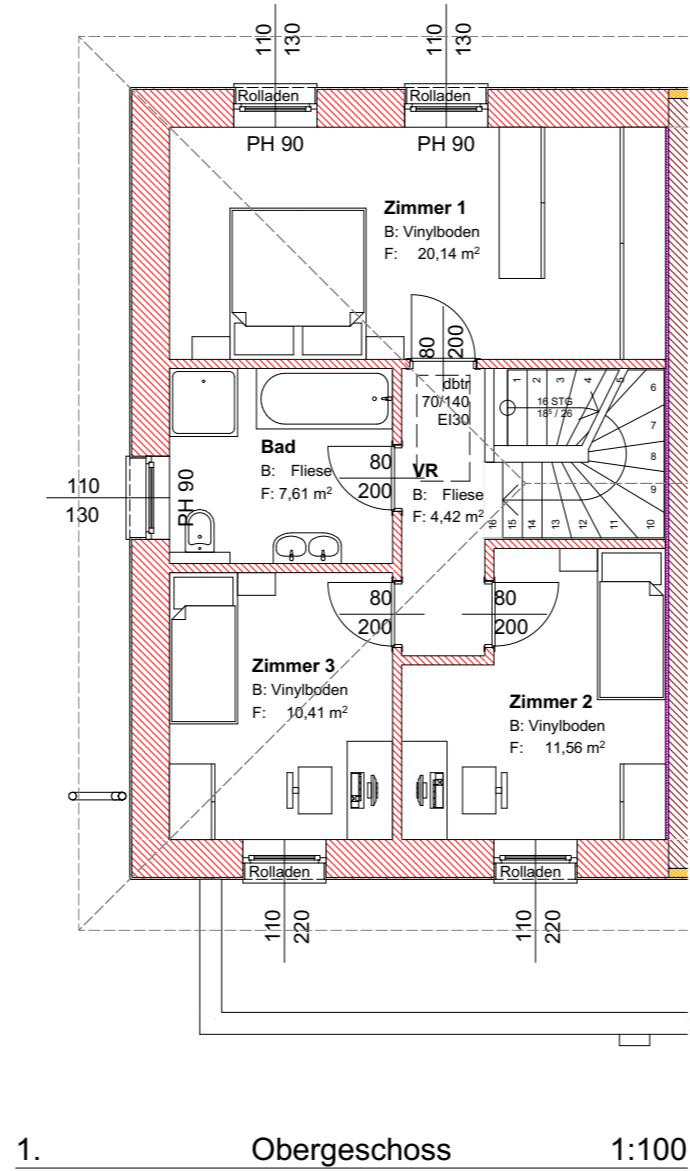 110 130 110 130
Rolladen Rolladen
PH 90 PH 90
Zimmer 1
B: Vinylboden
F: 20,14 m²
80 200
dbtr
70/140
EI30
1 2 3 4 5 6
16 STG
18⁵ / 26
7
8
9
16 15 14 13 12 11 10
Bad
B: Fliese
F: 7,61 m²
80
200
VR
B: Fliese
F: 4,42 m²
110
130
PH 90
80
200
80
200
Zimmer 3
B: Vinylboden
F: 10,41 m²
Zimmer 2
B: Vinylboden
F: 11,56 m²
Rolladen Rolladen
110 220 110 220
1. Obergeschoss 1:100